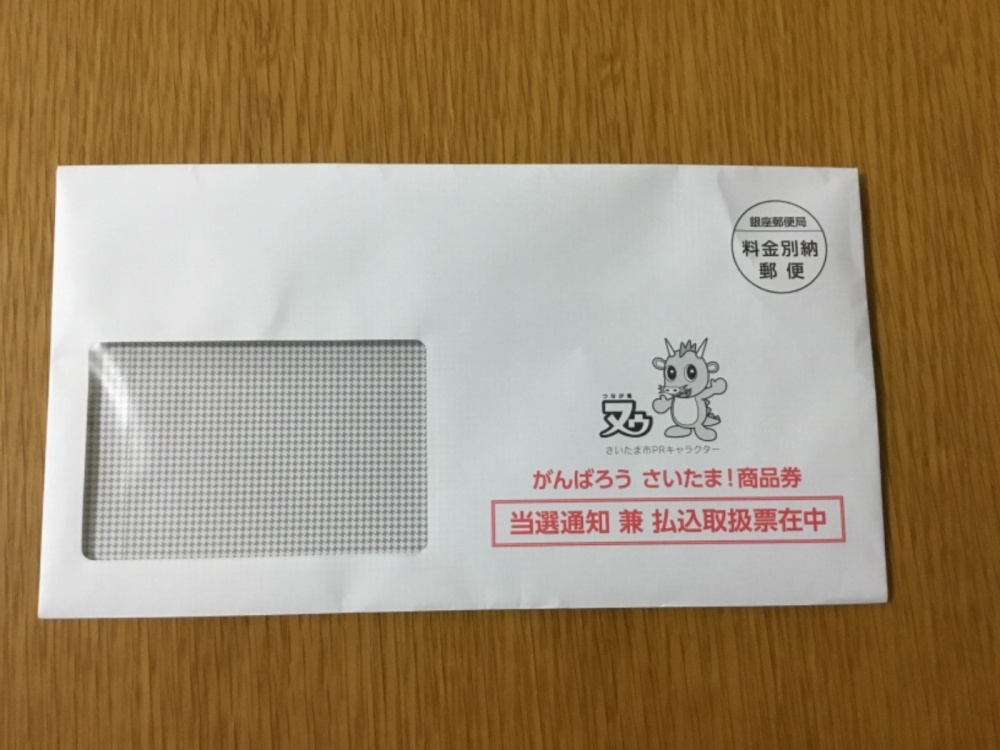 銀座郵便局
料金別納
郵便
つなが竜
ヌゥ
さいたま市PRキャラクター
がんばろう さいたま!商品券
当選通知 兼 払込取扱票在中